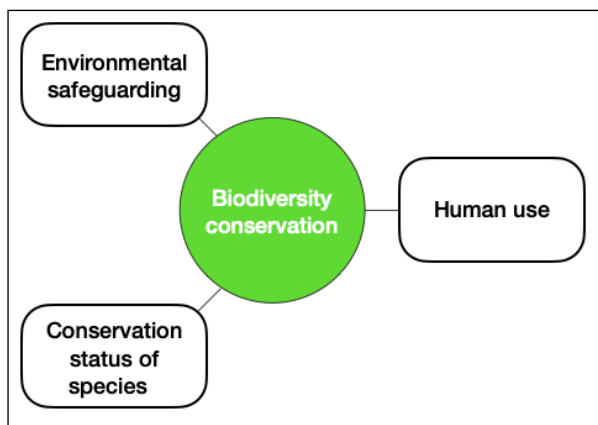 Environmental
safeguarding
Biodiversity
conservation
Human use
Conservation
status of
species